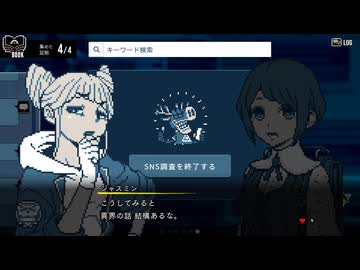 BOOK
集めた
証拠
4/4
キーワード検索
LOG
SNS調査を終了する
ジャスミン
こうしてみると
異界の話 結構あるな。